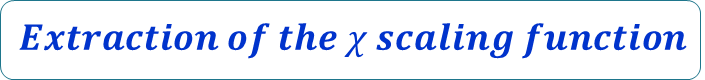 Extraction of the χ scaling function